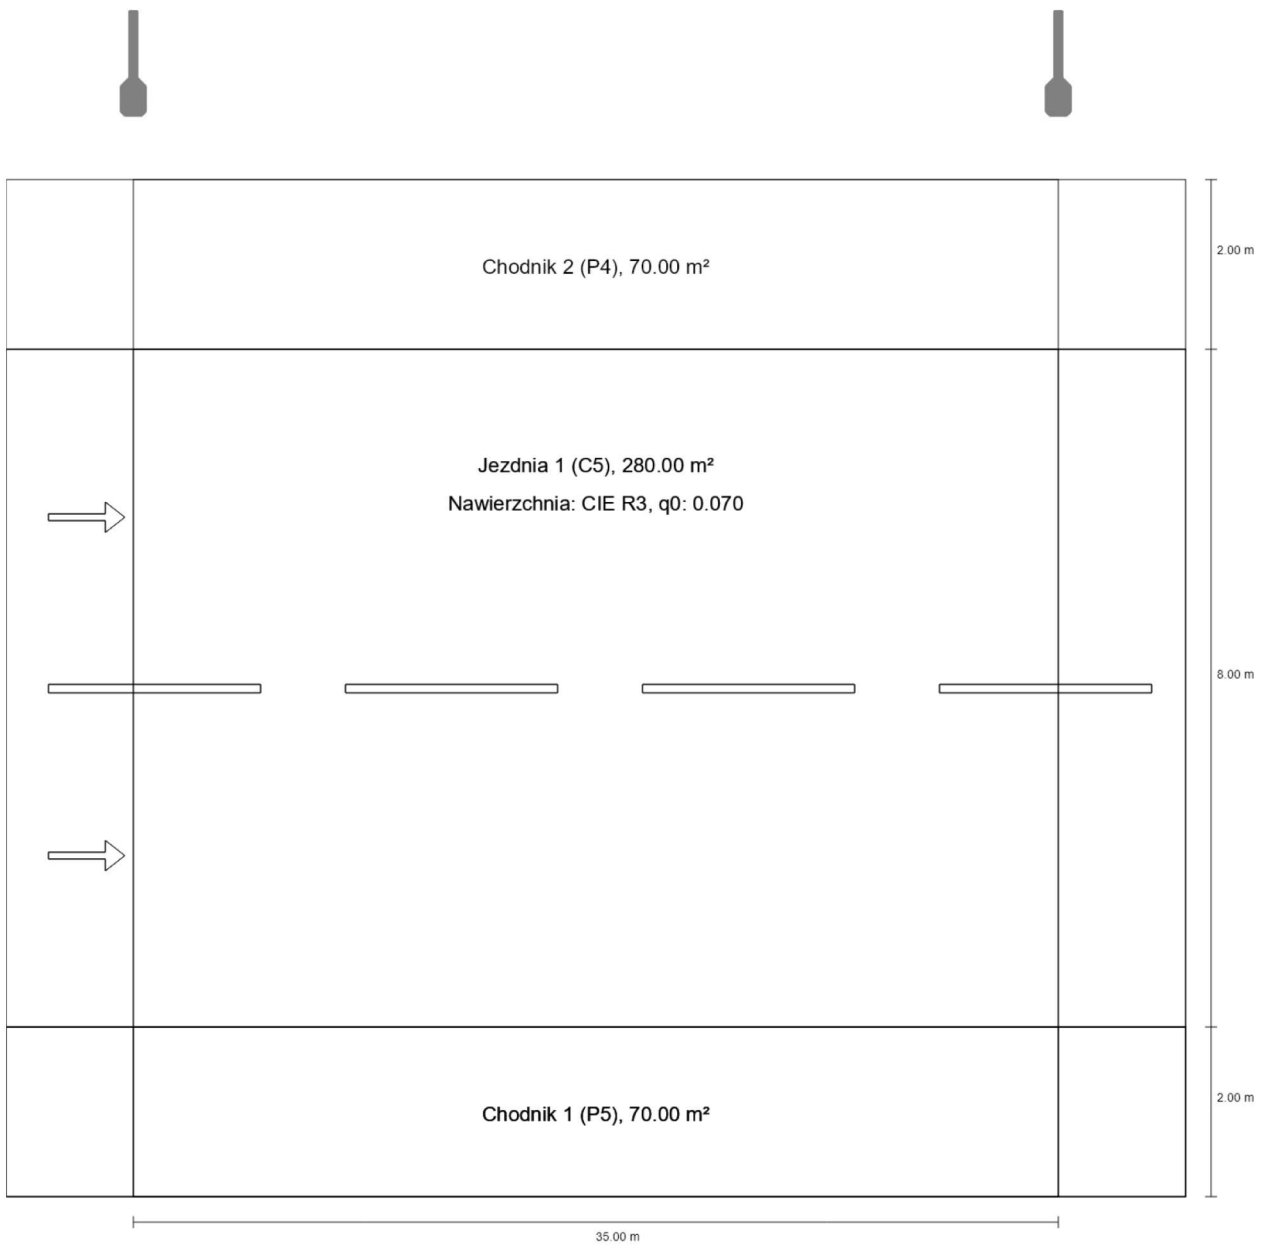 2.00 m
Chodnik 2 (P4), 70.00 m²
Jezdnia 1 (C5), 280.00 m²
Nawierzchnia: CIE R3, q0: 0.070
8.00 m
2.00 m
Chodnik 1 (P5), 70.00 m²
35.00 m